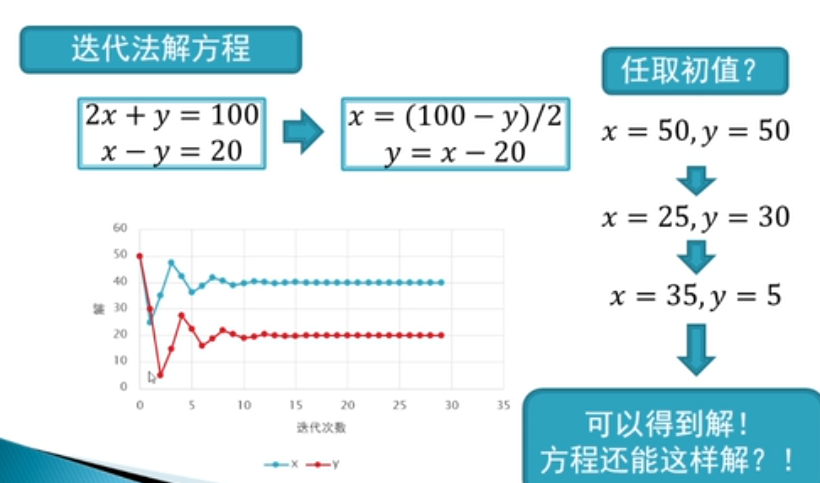 迭代法解方程
2x + y = 100
x − y = 20
x = (100 − y)/2
y = x − 20
任取初值？
x = 50, y = 50
x = 25, y = 30
x = 35, y = 5
可以得到解！
方程还能这样解？！
60
50
40
30
20
10
0
解
0 5 10 15 20 25 30 35
迭代次数
x y